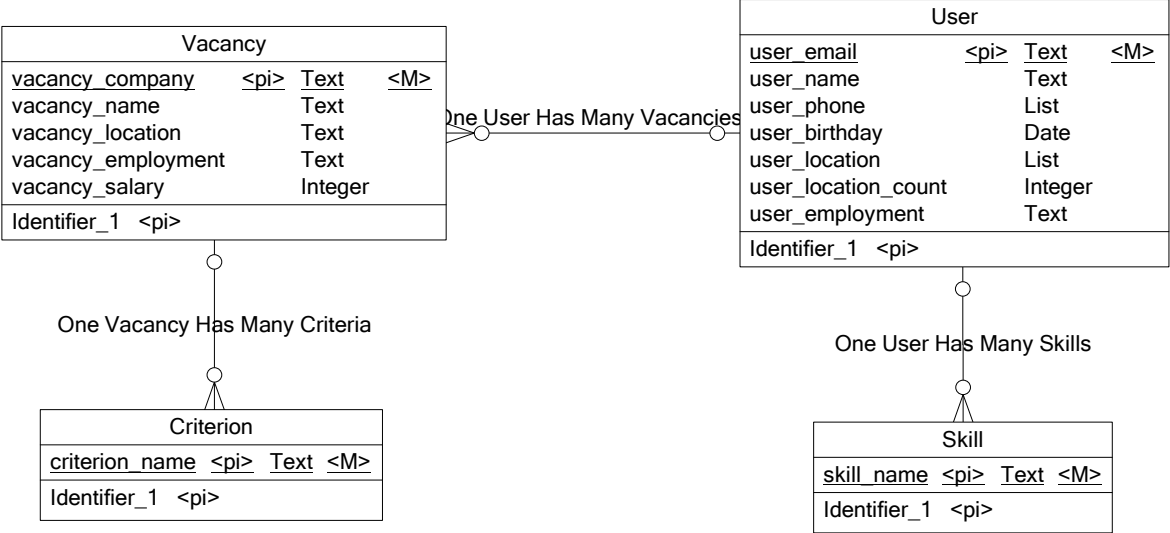 Vacancy
vacancy_company <pi> Text <M>
vacancy_name Text
vacancy_location Text
vacancy_employment Text
vacancy_salary Integer
Identifier_1 <pi>
One User Has Many Vacancies
User
user_email <pi> Text <M>
user_name Text
user_phone List
user_birthday Date
user_location List
user_location_count Integer
user_employment Text
Identifier_1 <pi>
One Vacancy Has Many Criteria
One User Has Many Skills
Criterion
criterion_name <pi> Text <M>
Identifier_1 <pi>
Skill
skill_name <pi> Text <M>
Identifier_1 <pi>